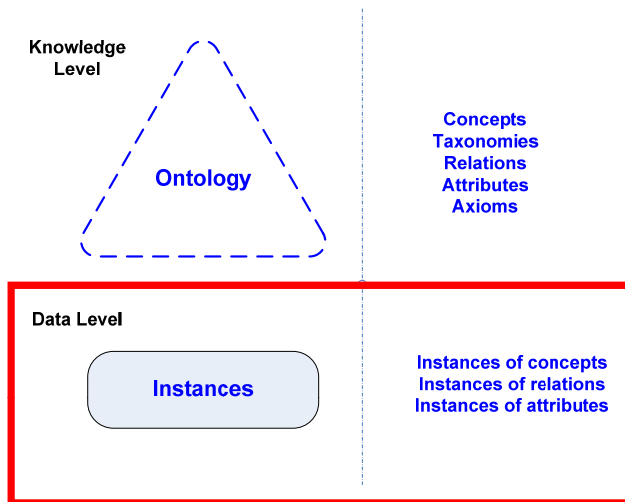 Knowledge
Level
Ontology
Concepts
Taxonomies
Relations
Attributes
Axioms
Data Level
Instances
Instances of concepts
Instances of relations
Instances of attributes